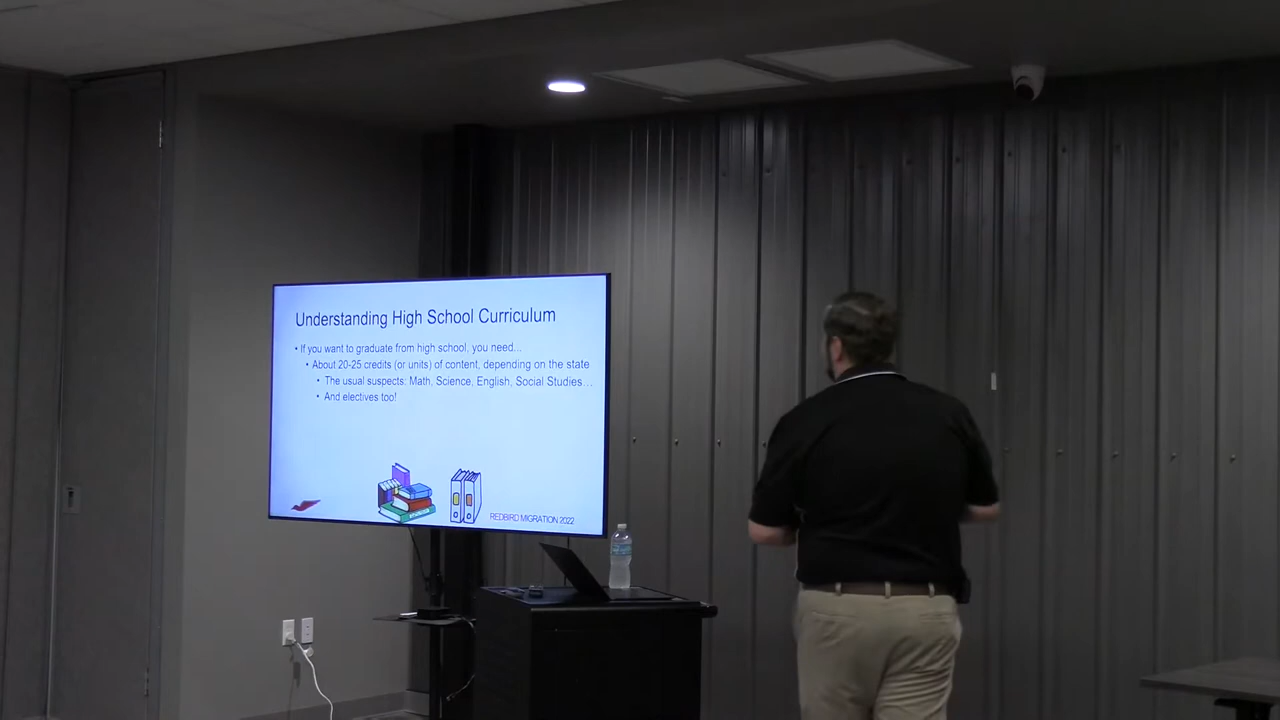 Understanding High School Curriculum
• If you want to graduate from high school, you need...
• About 20-25 credits (or units) of content, depending on the state
• The usual suspects: Math, Science, English, Social Studies...
• And electives too!
REDBIRD MIGRATION 2022